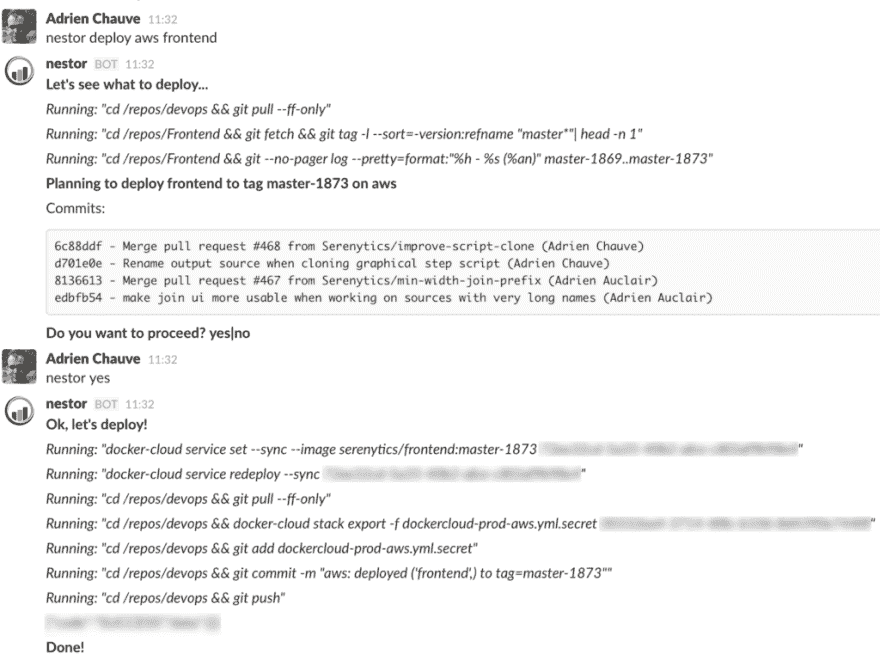 Adrien Chauve 11:32
nestor deploy aws frontend
nestor BOT 11:32
Let's see what to deploy...
Running: "cd /repos/devops && git pull --ff-only"
Running: "cd /repos/Frontend && git fetch && git tag -l --sort=-version:refname "master*"| head -n 1"
Running: "cd /repos/Frontend && git --no-pager log --pretty=format:"%h - %s (%an)" master-1869..master-1873"
Planning to deploy frontend to tag master-1873 on aws
Commits:
6c88ddf - Merge pull request #468 from Serenytics/improve-script-clone (Adrien Chauve)
d701e0e - Rename output source when cloning graphical step script (Adrien Chauve)
8136613 - Merge pull request #467 from Serenytics/min-width-join-prefix (Adrien Auclair)
edbfb54 - make join ui more usable when working on sources with very long names (Adrien Auclair)
Do you want to proceed? yes|no
Adrien Chauve 11:32
nestor yes
nestor BOT 11:32
Ok, let's deploy!
Running: "docker-cloud service set --sync --image serenytics/frontend:master-1873 "
Running: "docker-cloud service redeploy --sync "
Running: "cd /repos/devops && git pull --ff-only"
Running: "cd /repos/devops && docker-cloud stack export -f dockercloud-prod-aws.yml.secret "
Running: "cd /repos/devops && git add dockercloud-prod-aws.yml.secret"
Running: "cd /repos/devops && git commit -m "aws: deployed ('frontend',) to tag=master-1873""
Running: "cd /repos/devops && git push"
Done!